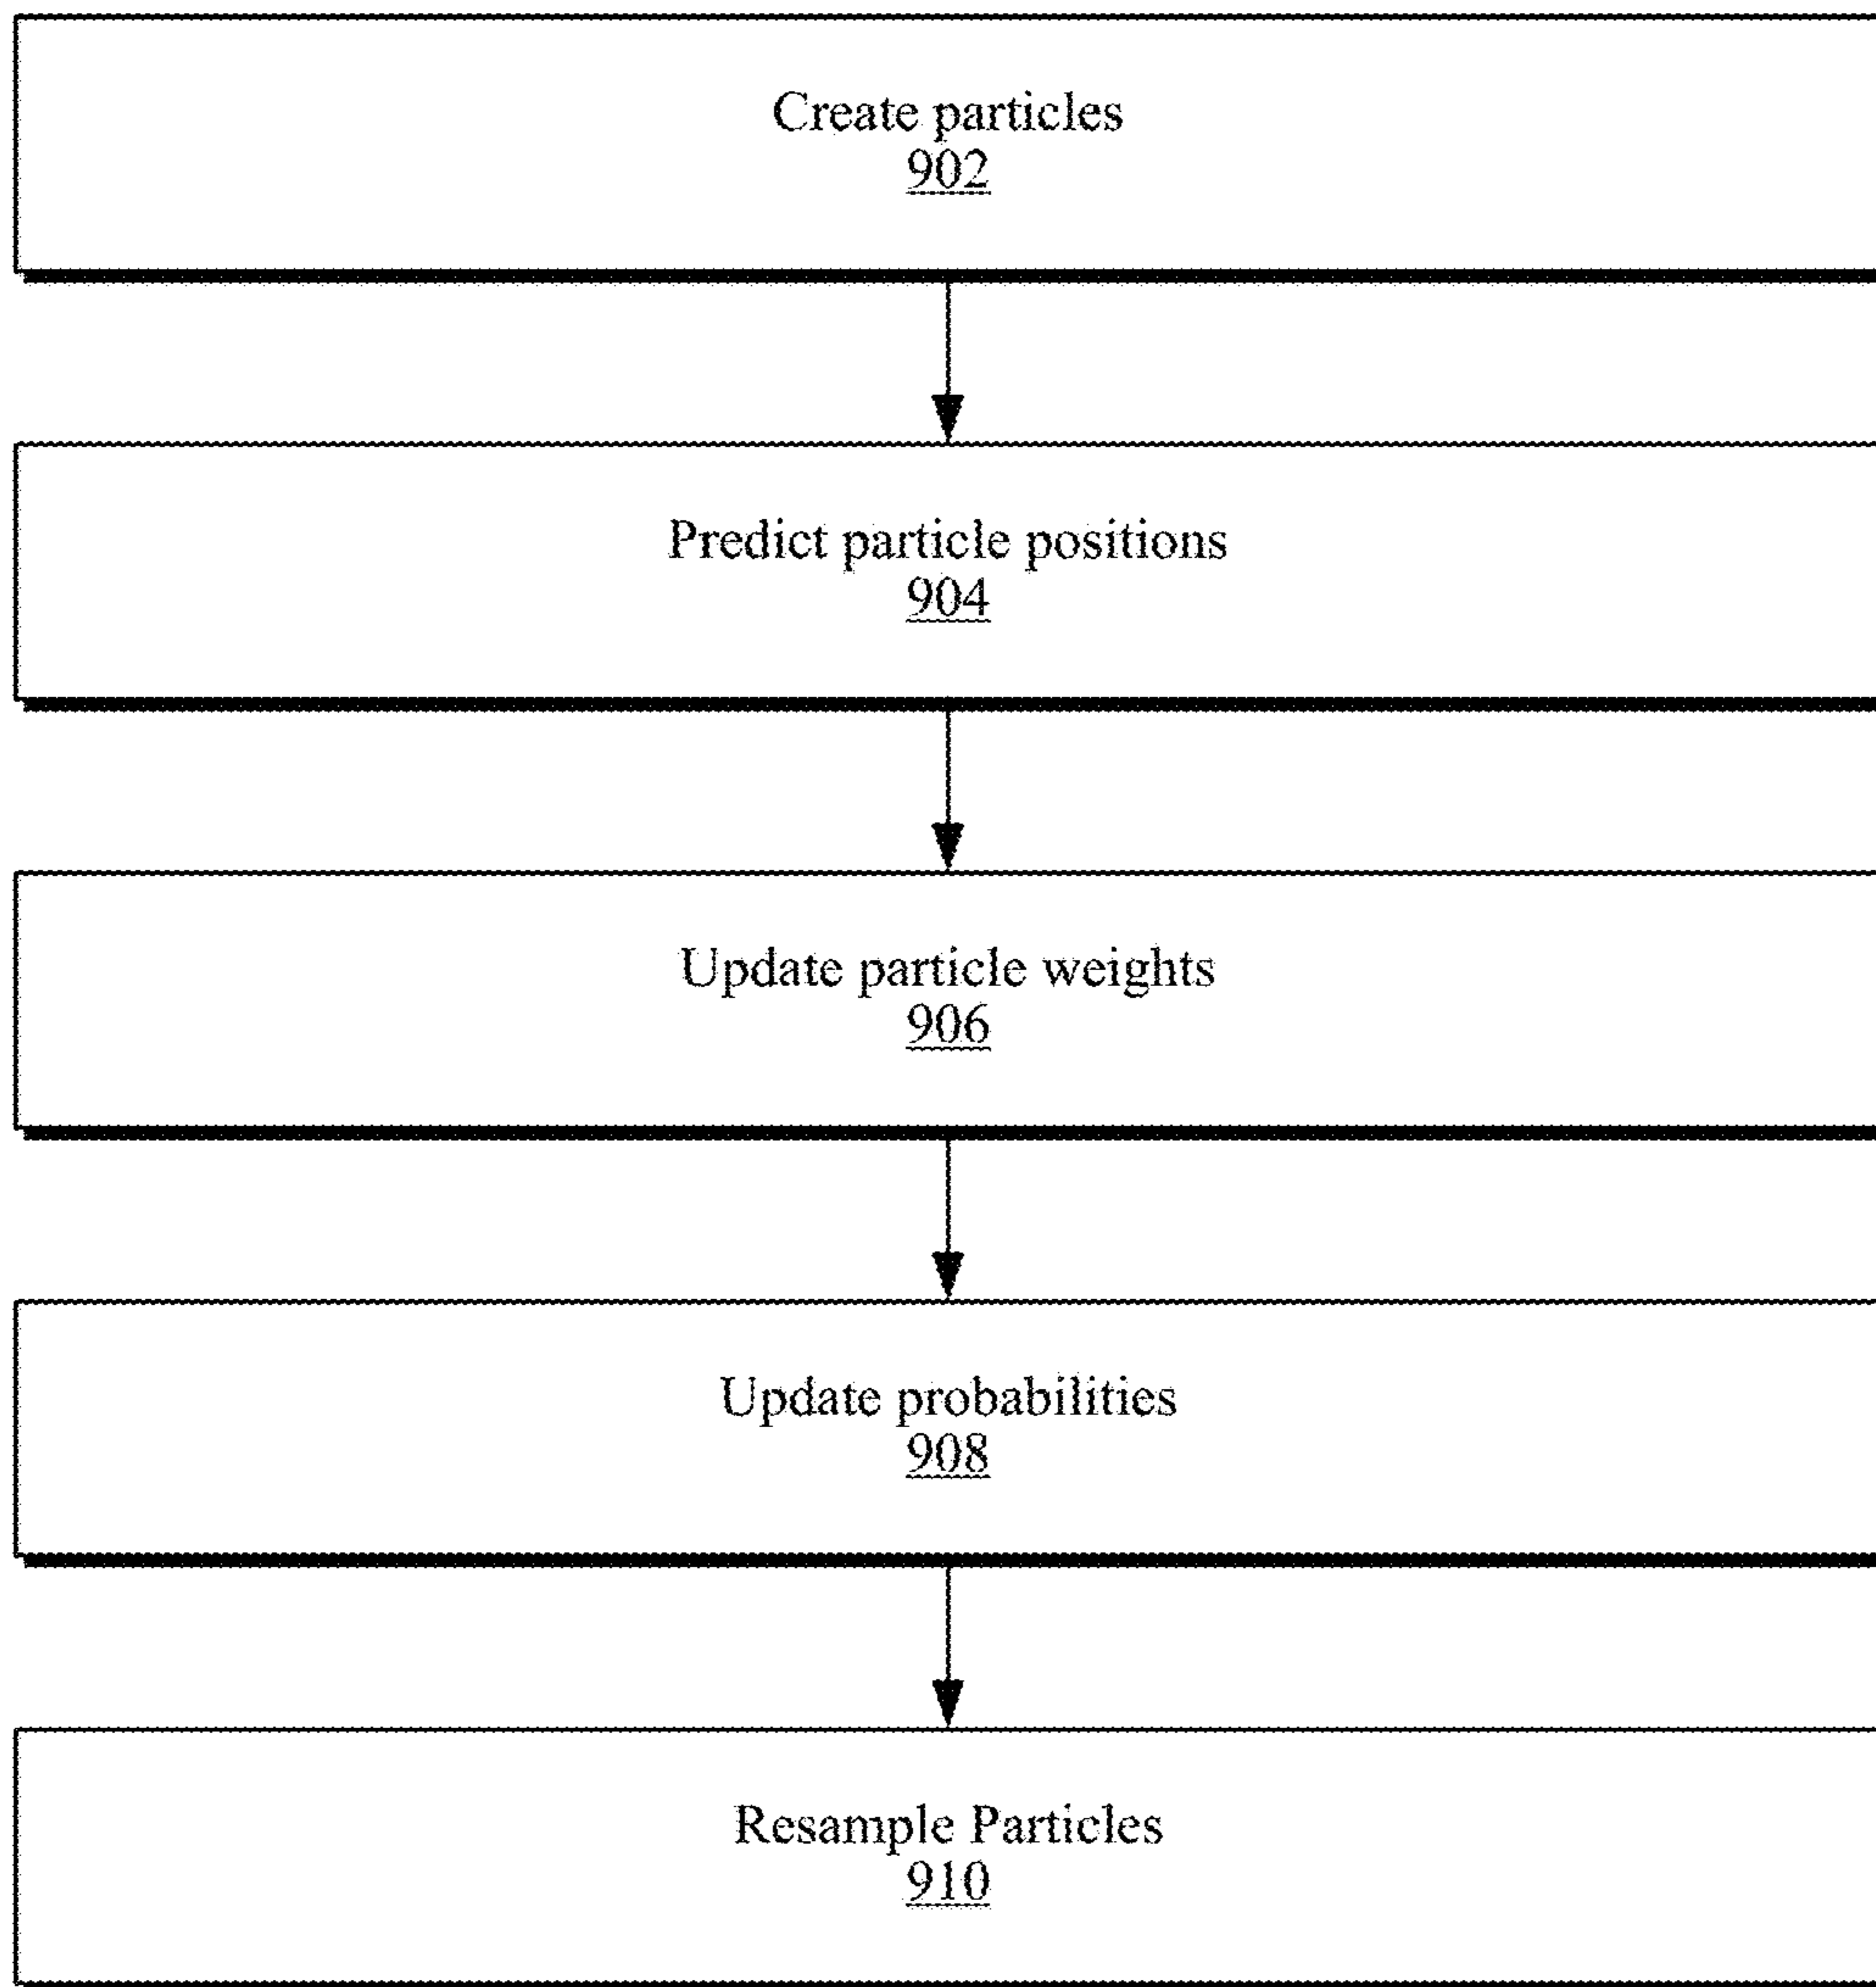 Create particles
902
Predict particle positions
904
Update particle weights
906
Update probabilities
908
Resample Particles
910